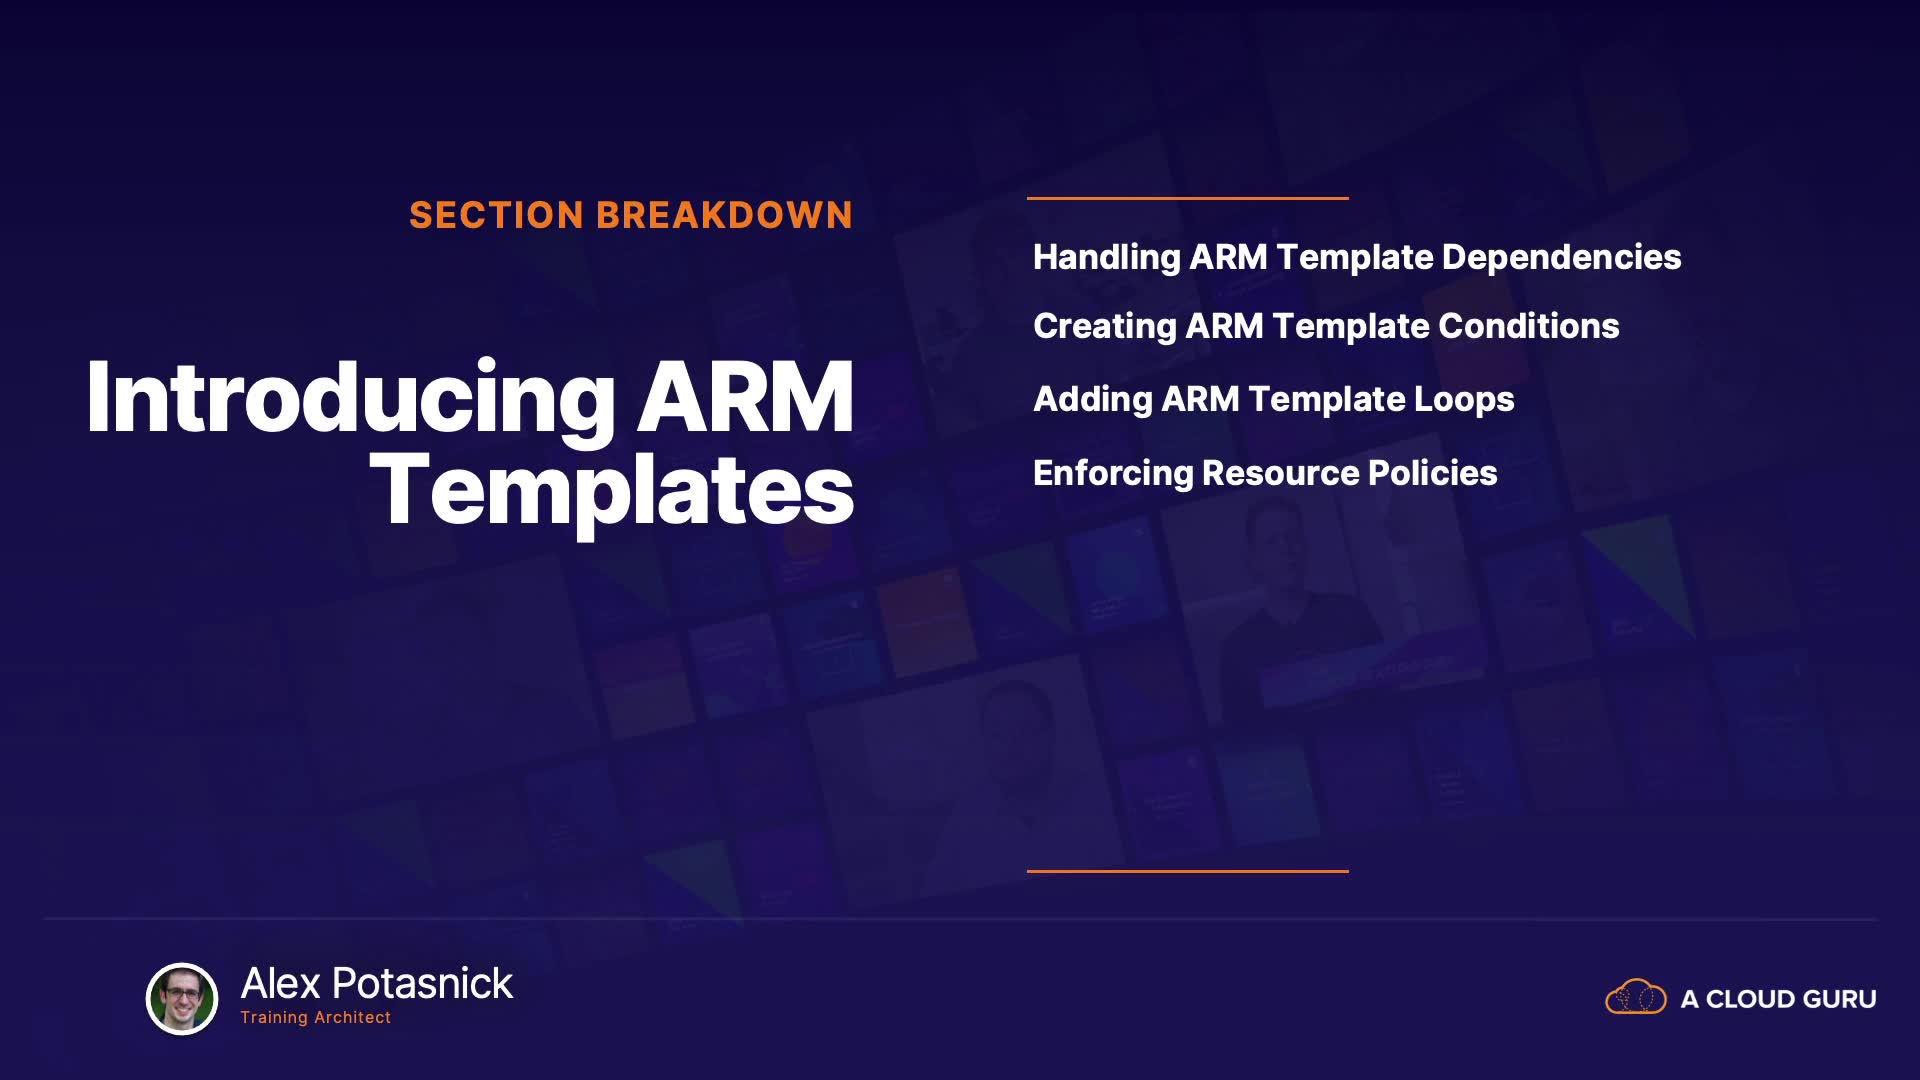 SECTION BREAKDOWN
Introducing ARM
Templates
Handling ARM Template Dependencies
Creating ARM Template Conditions
Adding ARM Template Loops
Enforcing Resource Policies
Alex Potasnick
Training Architect
A CLOUD GURU